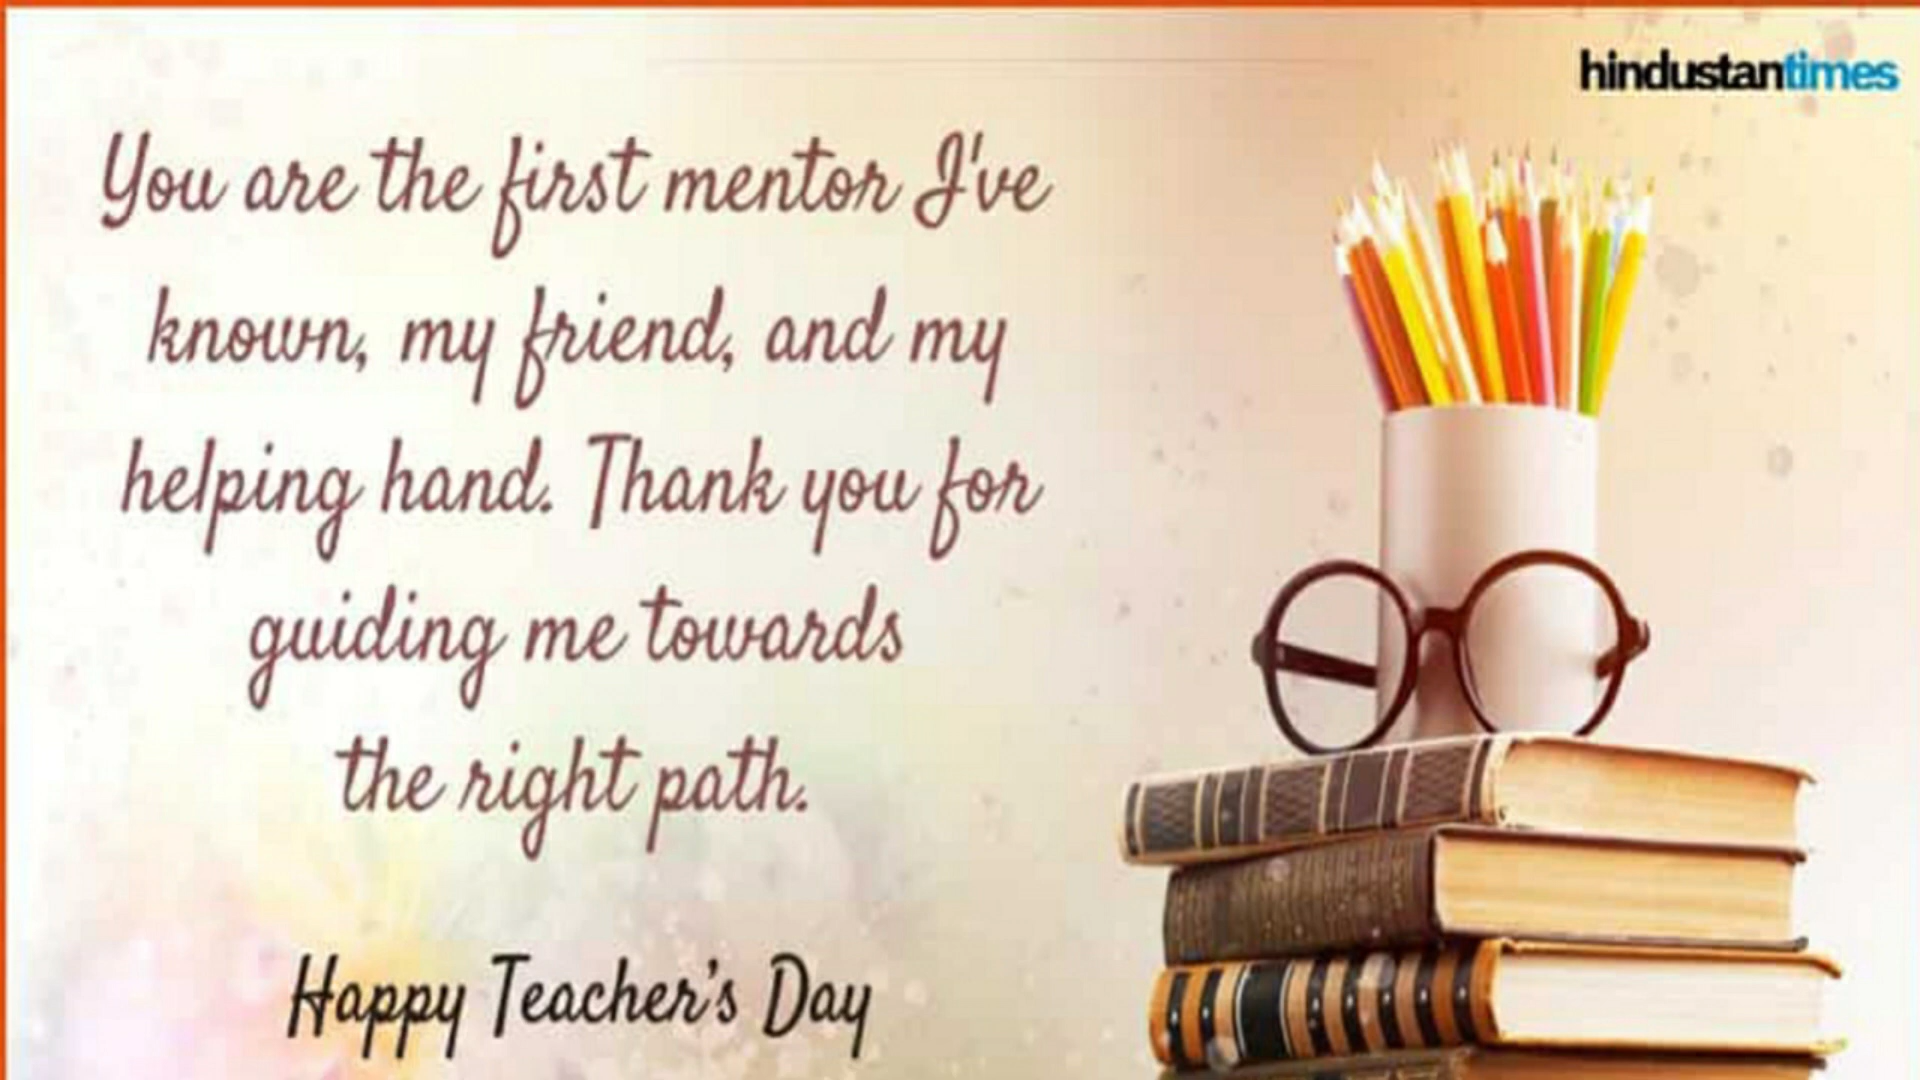 hindustantimes
You are the first mentor I've
known, my friend, and my
helping hand. Thank you for
guiding me towards
the right path.
Happy Teacher's Day